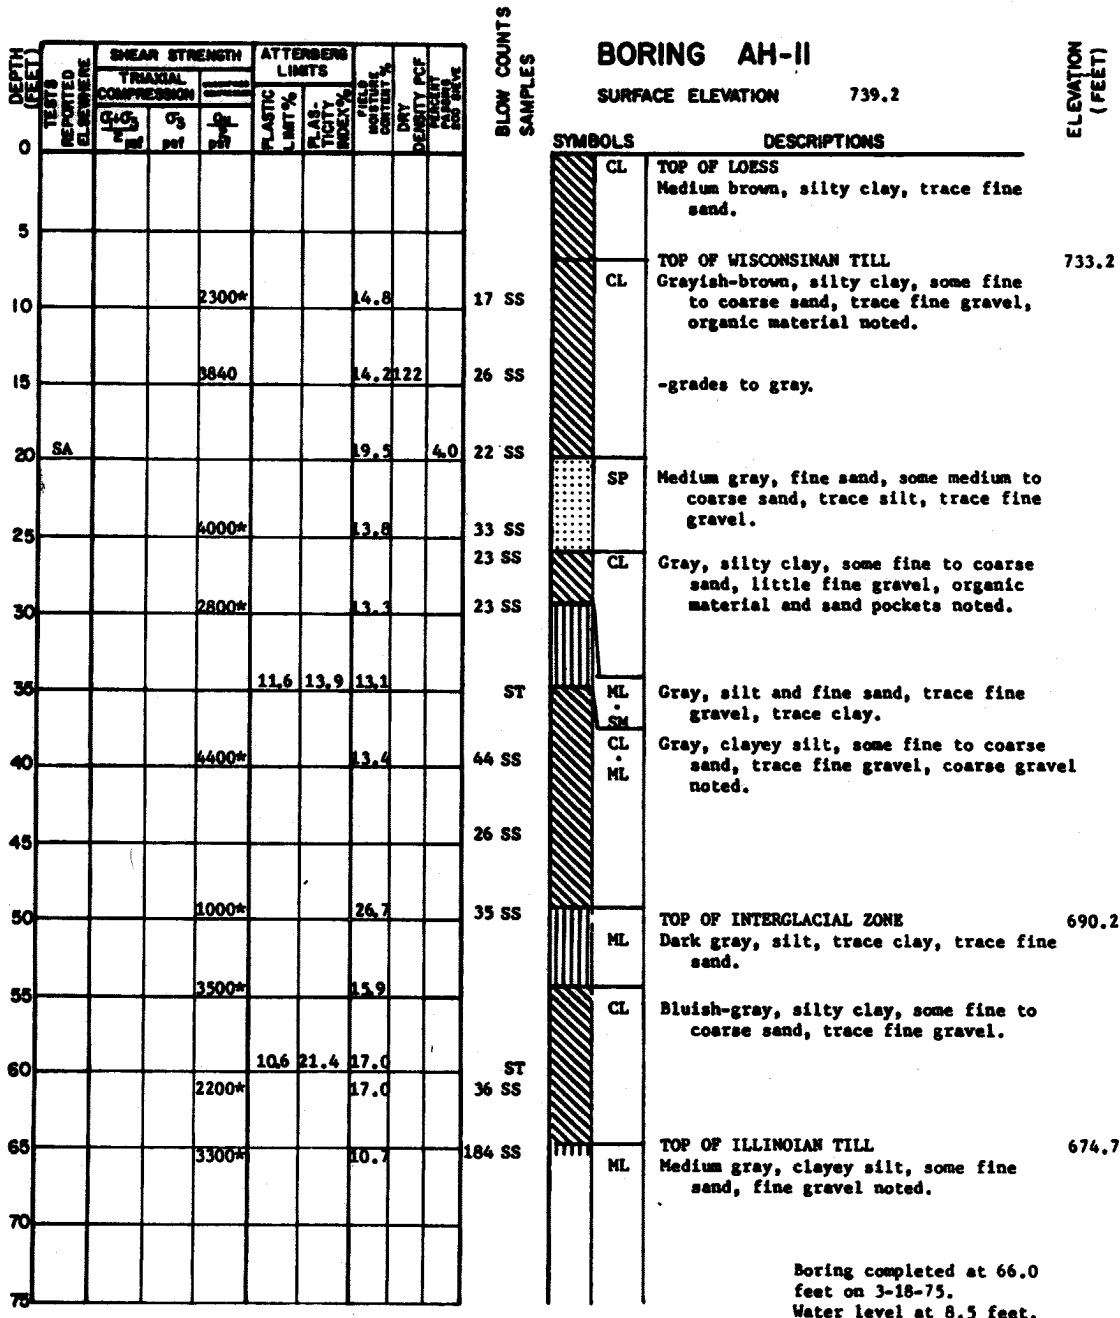 BORING AH-11
SURFACE ELEVATION 739.2
DEPTH (FEET)
TESTS REPORTED ELSEWHERE
SHEAR STRENGTH
TRIAXIAL COMPRESSION
σ3
psf
psf
psf
ATTERBERG LIMITS
PLASTIC LIMIT %
PLAS-
TICITY
INDEX%
FIELD MOISTURE CONTENT %
DRY DENSITY PCF
PERCENT PASSING 200 SIEVE
BLOW COUNTS
SAMPLES
SYMBOLS
DESCRIPTIONS
ELEVATION (FEET)
0
CL TOP OF LOESS
Medium brown, silty clay, trace fine
sand.
5
TOP OF WISCONSINAN TILL 733.2
CL Grayish-brown, silty clay, some fine
to coarse sand, trace fine gravel,
organic material noted.
10 2300* 14.8 17 SS
15 3840 14.2 122 26 SS
-grades to gray.
20 SA 19.5 4.0 22 SS
SP Medium gray, fine sand, some medium to
coarse sand, trace silt, trace fine
gravel.
25 4000* 13.8 33 SS
23 SS
CL Gray, silty clay, some fine to coarse
sand, little fine gravel, organic
material and sand pockets noted.
30 2800* 13.3 23 SS
35 11.6 13.9 13.1 ST
ML - SM Gray, silt and fine sand, trace fine
gravel, trace clay.
CL - ML Gray, clayey silt, some fine to coarse
sand, trace fine gravel, coarse gravel
noted.
40 4400* 13.4 44 SS
45 26 SS
50 1000* 26.7 35 SS
TOP OF INTERGLACIAL ZONE 690.2
ML Dark gray, silt, trace clay, trace fine
sand.
55 3500* 15.9
CL Bluish-gray, silty clay, some fine to
coarse sand, trace fine gravel.
60 10.6 21.4 17.0 ST
2200* 17.0 36 SS
65 3300* 10.7 184 SS
TOP OF ILLINOIAN TILL 674.7
ML Medium gray, clayey silt, some fine
sand, fine gravel noted.
70
75
Boring completed at 66.0
feet on 3-18-75.
Water level at 8.5 feet.